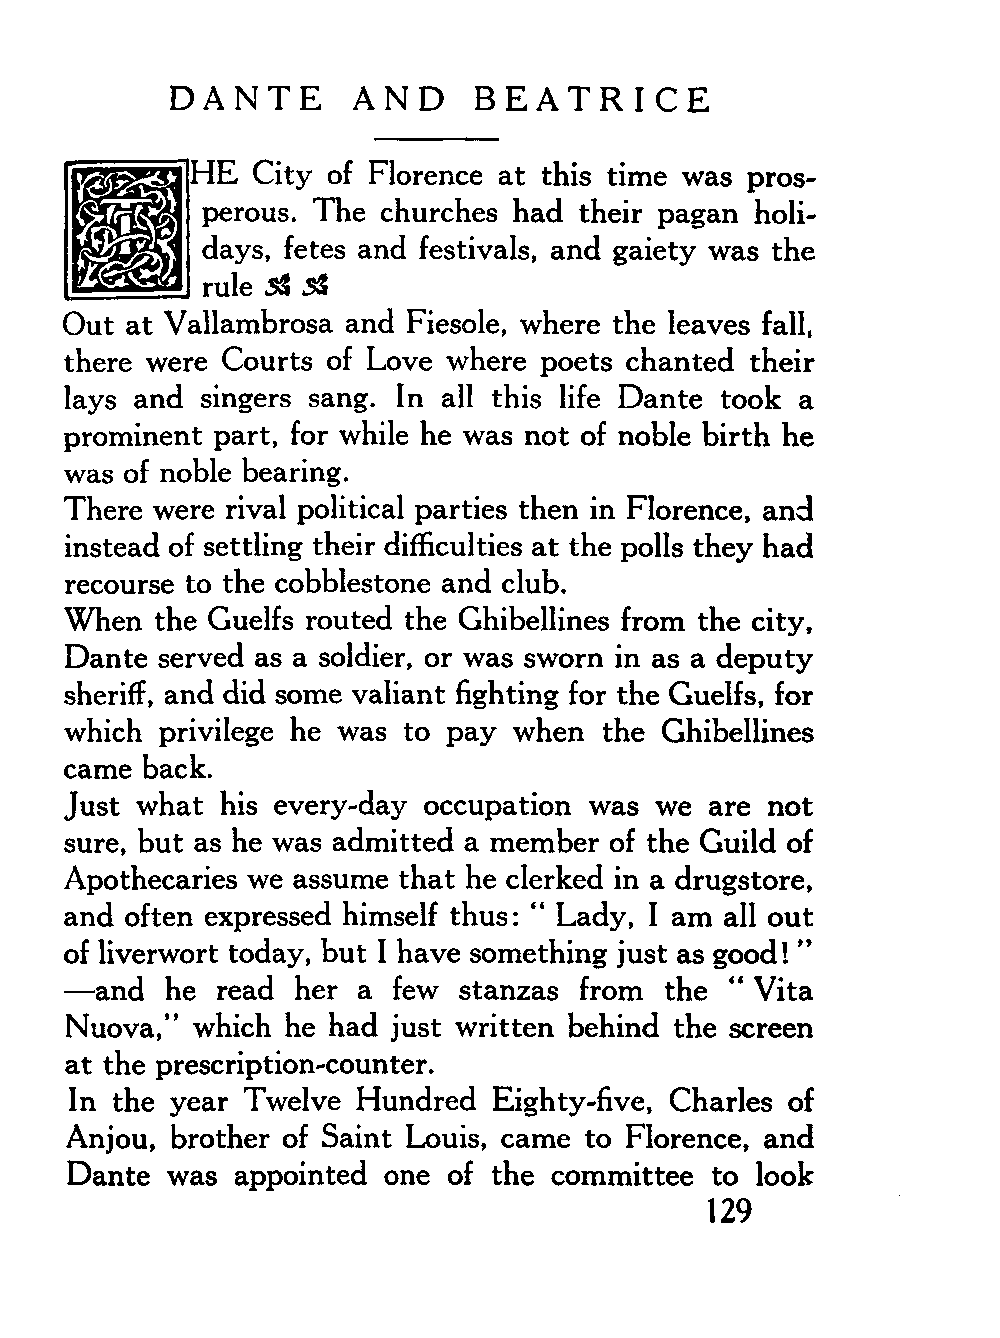 DANTE AND BEATRICE
THE City of Florence at this time was pros-
perous. The churches had their pagan holi-
days, fetes and festivals, and gaiety was the
rule
Out at Vallambrosa and Fiesole, where the leaves fall,
there were Courts of Love where poets chanted their
lays and singers sang. In all this life Dante took a
prominent part, for while he was not of noble birth he
was of noble bearing.
There were rival political parties then in Florence, and
instead of settling their difficulties at the polls they had
recourse to the cobblestone and club.
When the Guelfs routed the Ghibellines from the city,
Dante served as a soldier, or was sworn in as a deputy
sheriff, and did some valiant fighting for the Guelfs, for
which privilege he was to pay when the Ghibellines
came back.
Just what his every-day occupation was we are not
sure, but as he was admitted a member of the Guild of
Apothecaries we assume that he clerked in a drugstore,
and often expressed himself thus: “ Lady, I am all out
of liverwort today, but I have something just as good! ”
—and he read her a few stanzas from the “ Vita
Nuova,” which he had just written behind the screen
at the prescription-counter.
In the year Twelve Hundred Eighty-five, Charles of
Anjou, brother of Saint Louis, came to Florence, and
Dante was appointed one of the committee to look
129